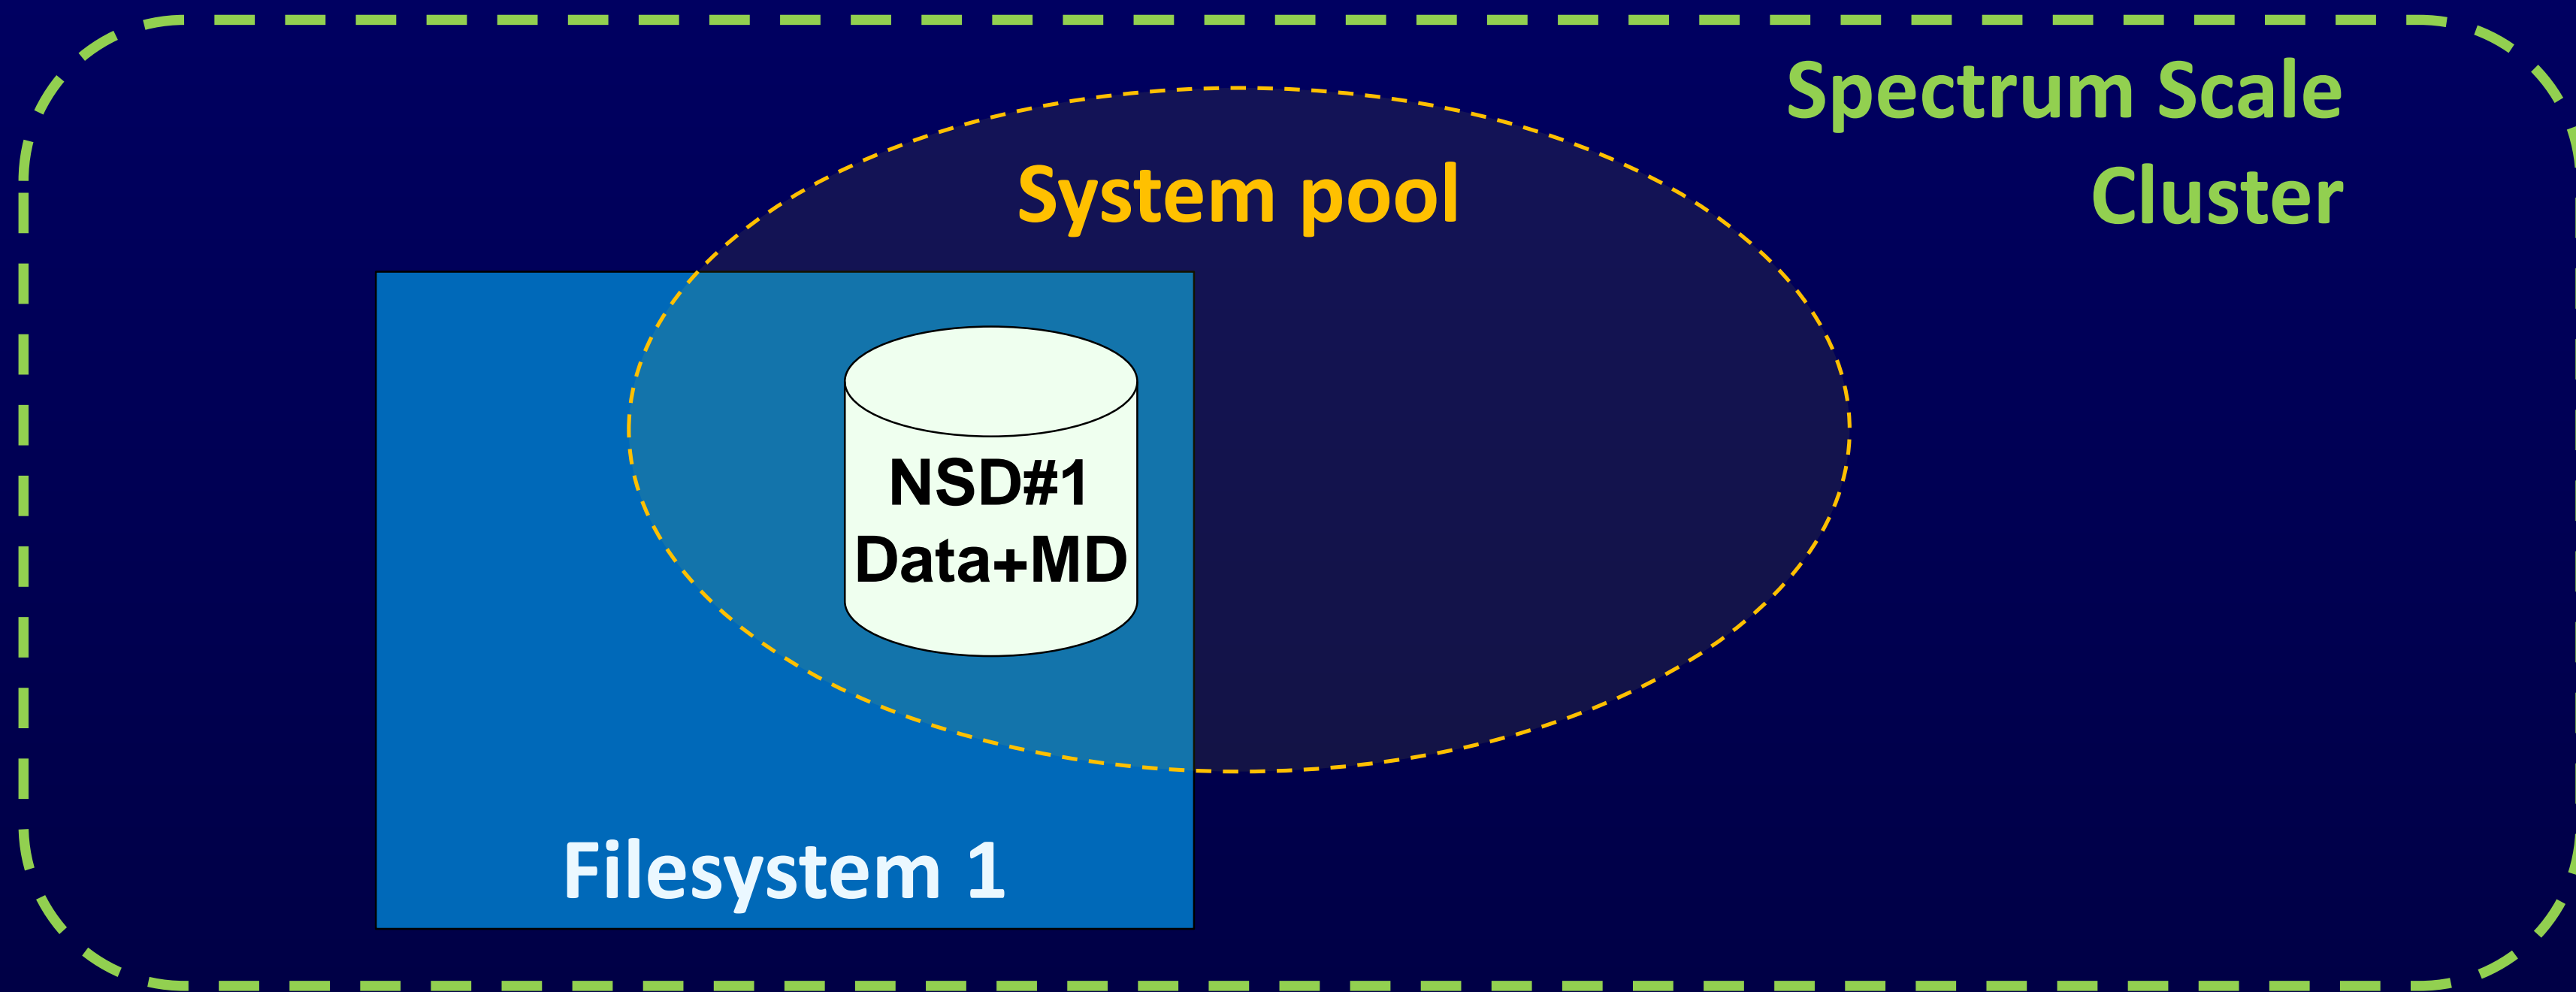 Spectrum Scale
Cluster
System pool
NSD#1
Data+MD
Filesystem 1